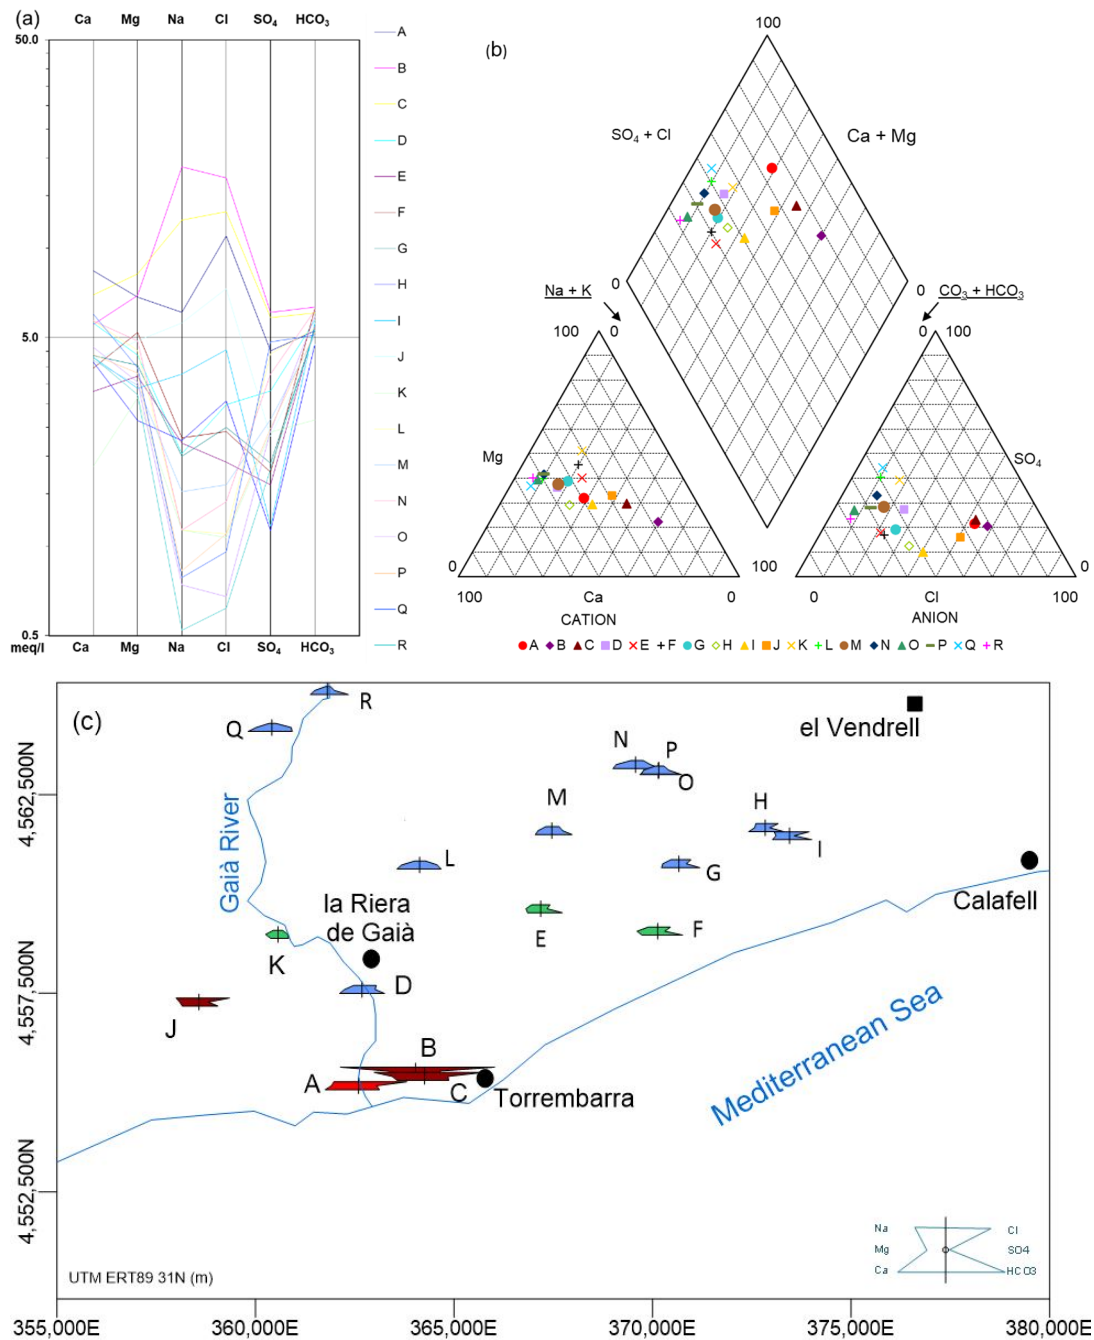 (a)
Ca Mg Na Cl SO4 HCO3
50.0
5.0
0.5
meq/l Ca Mg Na Cl SO4 HCO3
A
B
C
D
E
F
G
H
I
J
K
L
M
N
O
P
Q
R
(b)
100
SO4 + Cl
Ca + Mg
0
0
Na + K
CO3 + HCO3
100 0
0 100
Mg
SO4
100
0
100
Ca
0
0
Cl
100
0
CATION
ANION
A B C D E F G H I J K L M N O P Q R
(c)
R
Q
el Vendrell
N
P
O
4,562,500N
Gaià River
M
H
I
L
G
Calafell
la Riera
de Gaià
E
F
K
D
4,557,500N
J
B
A
C
Torrembarra
Mediterranean Sea
4,552,500N
Na Cl
Mg SO4
Ca HCO3
UTM ERT89 31N (m)
355,000E 360,000E 365,000E 370,000E 375,000E 380,000E